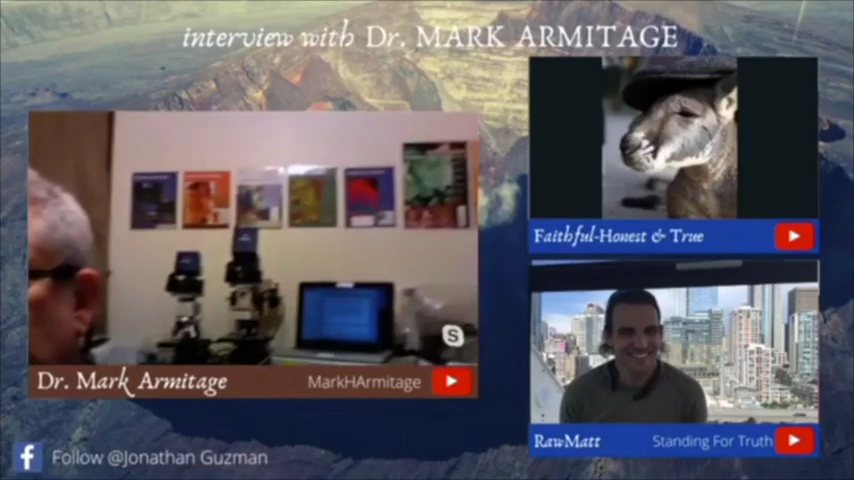 interview with Dr. MARK ARMITAGE
Faithful-Honest & True
Dr. Mark Armitage
MarkHArmitage
RawMatt
Standing For Truth
Follow @Jonathan Guzman